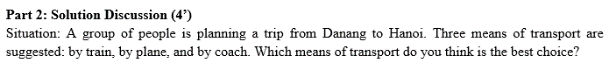 Part 2: Solution Discussion (4’)
Situation: A group of people is planning a trip from Danang to Hanoi. Three means of transport are
suggested: by train, by plane, and by coach. Which means of transport do you think is the best choice?